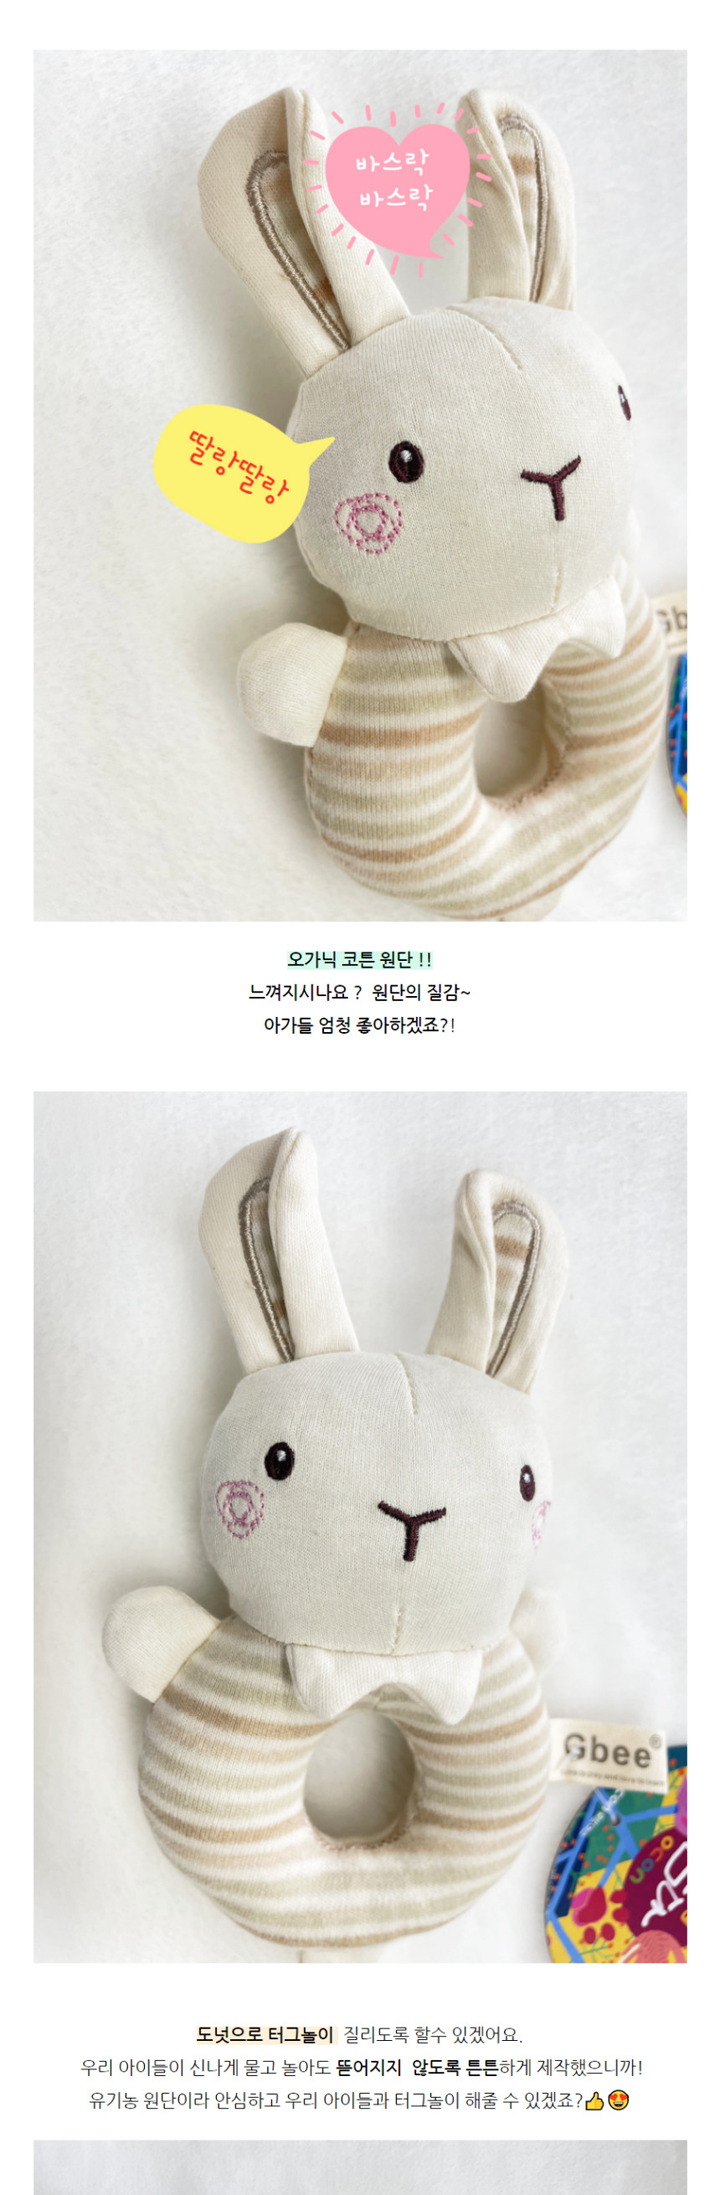 바스락
바스락
딸랑딸랑
Gb
오가닉 코튼 원단 !!
느껴지시나요 ? 원단의 질감~
아가들 엄청 좋아하겠죠?!
Gbee®
ocon
도넛으로 터그놀이 질리도록 할수 있겠어요.
우리 아이들이 신나게 물고 놀아도 뜯어지지 않도록 튼튼하게 제작했으니까!
유기농 원단이라 안심하고 우리 아이들과 터그놀이 해줄 수 있겠죠?👍😍